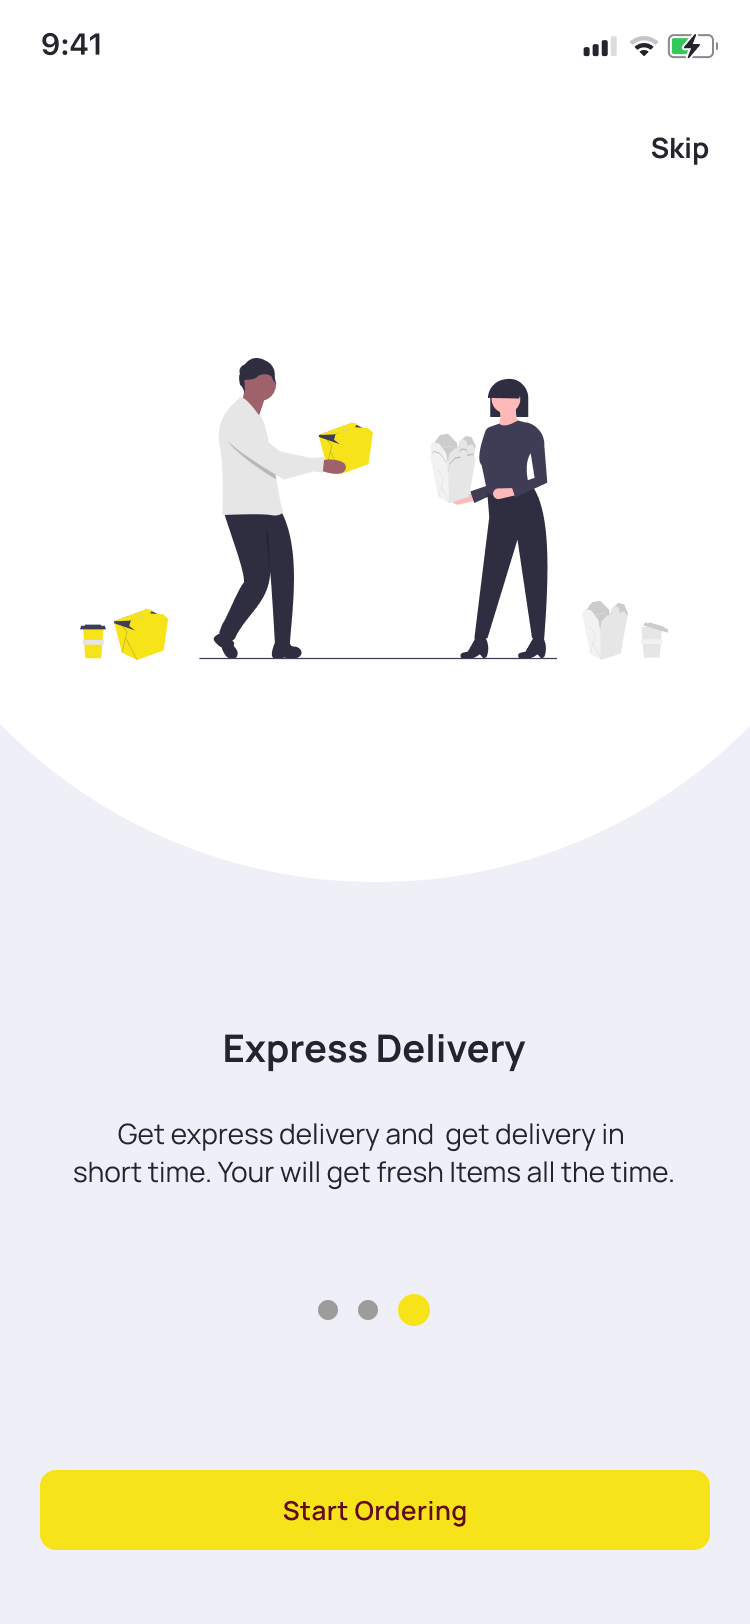 9:41
Skip
Express Delivery
Get express delivery and  get delivery in
short time. Your will get fresh Items all the time.
Start Ordering